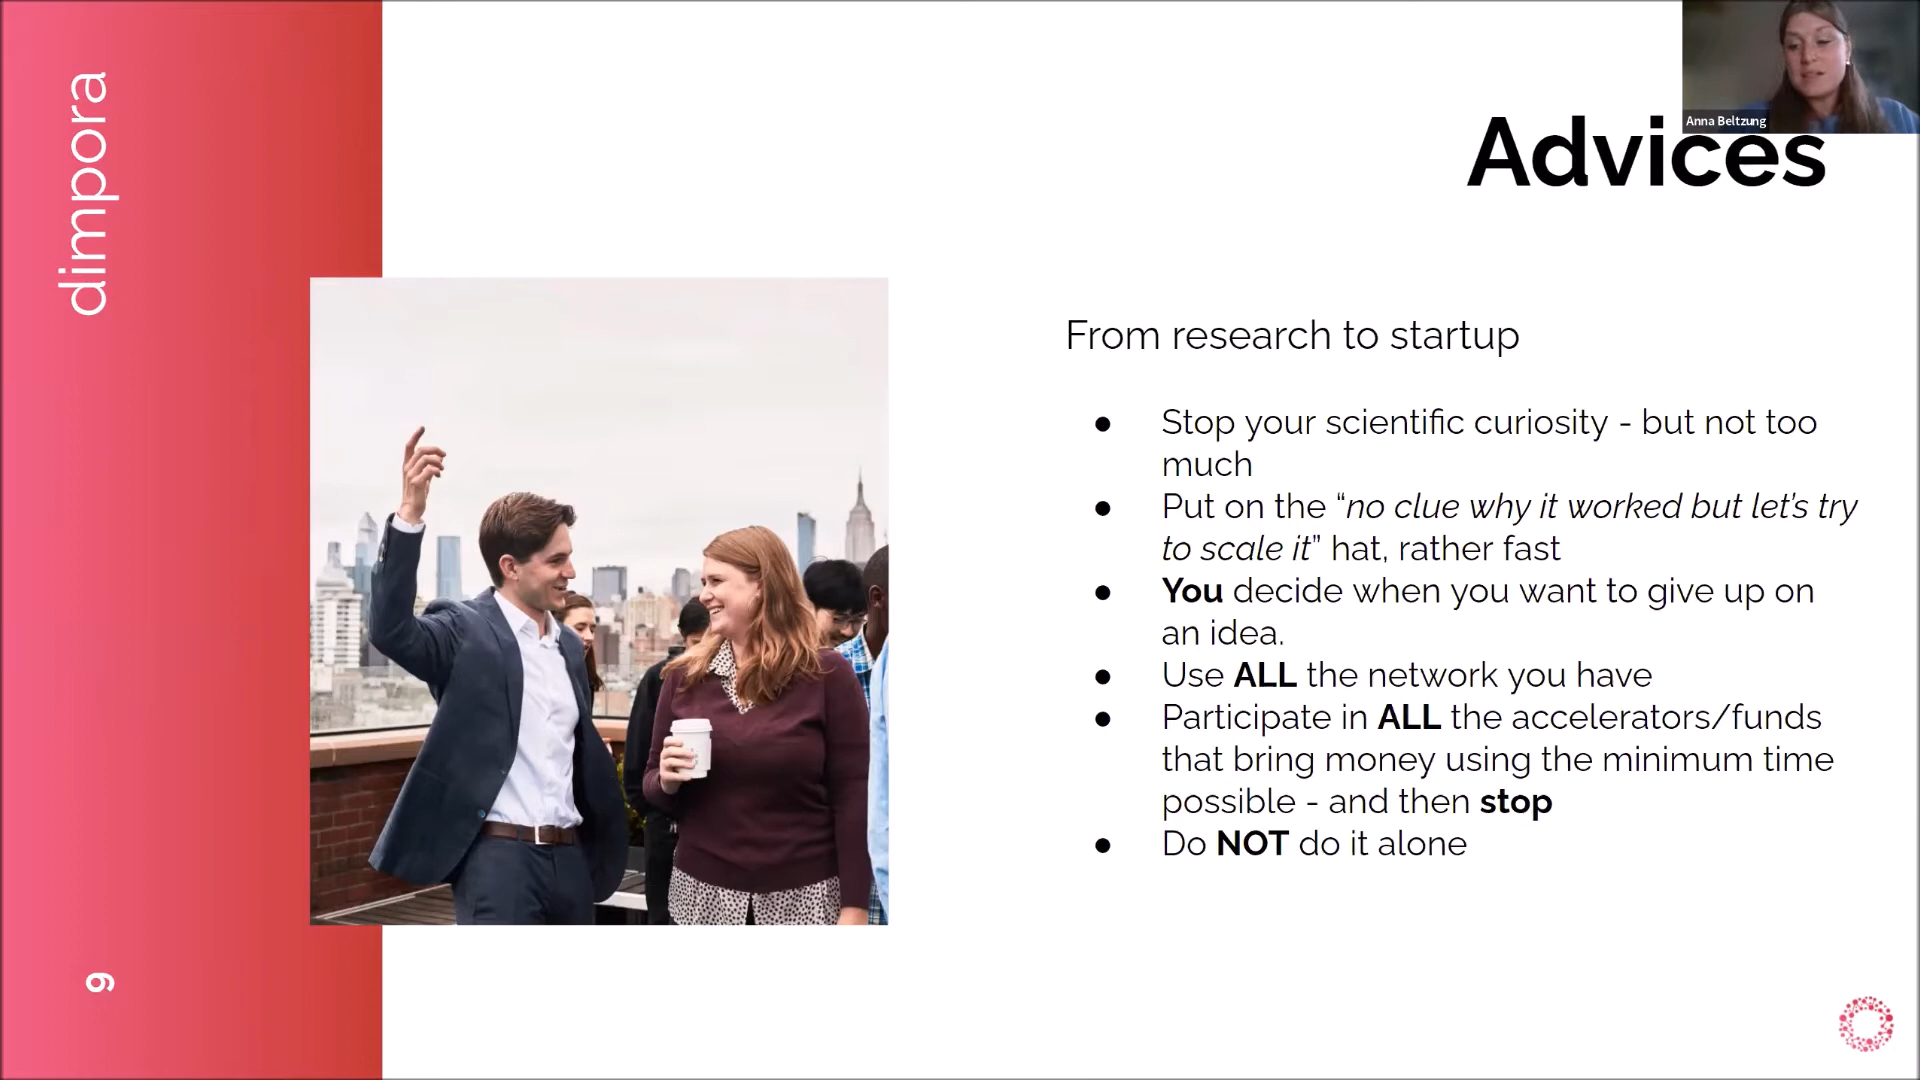 dimpora
Anna Beltzung
Advices
From research to startup
● Stop your scientific curiosity - but not too
much
● Put on the “no clue why it worked but let’s try
to scale it” hat, rather fast
● You decide when you want to give up on
an idea.
● Use ALL the network you have
● Participate in ALL the accelerators/funds
that bring money using the minimum time
possible - and then stop
● Do NOT do it alone
9